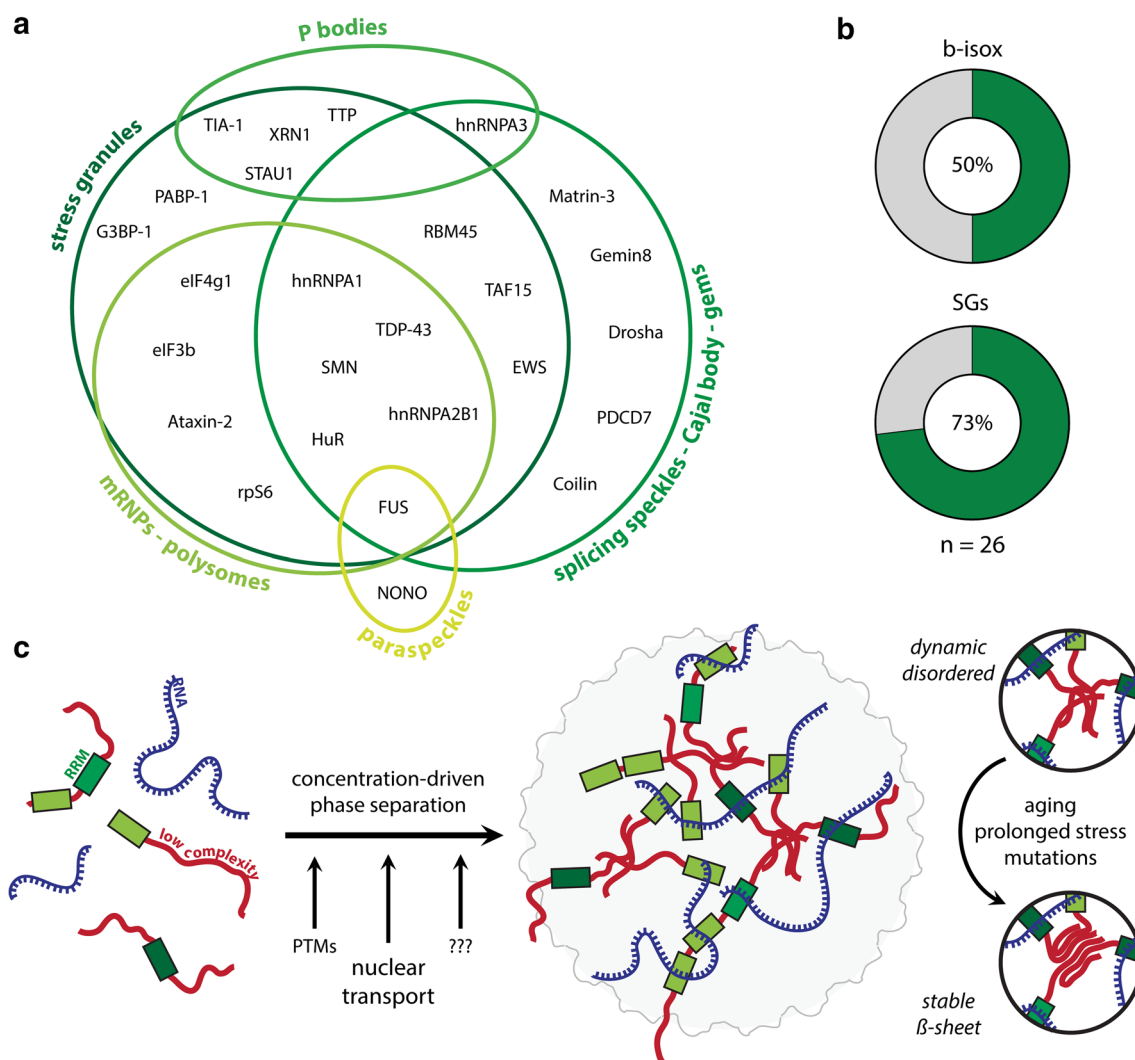 a
P bodies
stress granules
TIA-1
XRN1
TTP
hnRNPA3
STAU1
PABP-1
G3BP-1
Matrin-3
RBM45
Gemin8
eIF4g1
hnRNPA1
TAF15
TDP-43
Drosha
eIF3b
SMN
EWS
hnRNPA2B1
PDCD7
Ataxin-2
HuR
Coilin
rpS6
FUS
NONO
mRNPs - polysomes
paraspeckles
splicing speckles - Cajal body - gems
b
b-isox
50%
SGs
73%
n = 26
c
RNA
RRM
low complexity
concentration-driven
phase separation
PTMs
nuclear
transport
???
dynamic
disordered
aging
prolonged stress
mutations
stable
ß-sheet